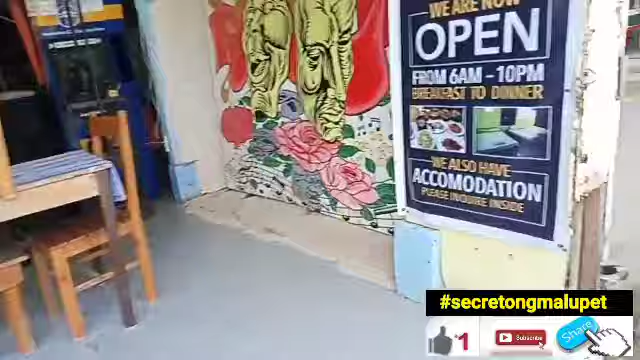 WE ARE NOW
OPEN
FROM 6AM - 10PM
BREAKFAST TO DINNER
WE ALSO HAVE
ACCOMODATION
PLEASE INQUIRE INSIDE
#secretongmalupet
1
Subscribe
Share